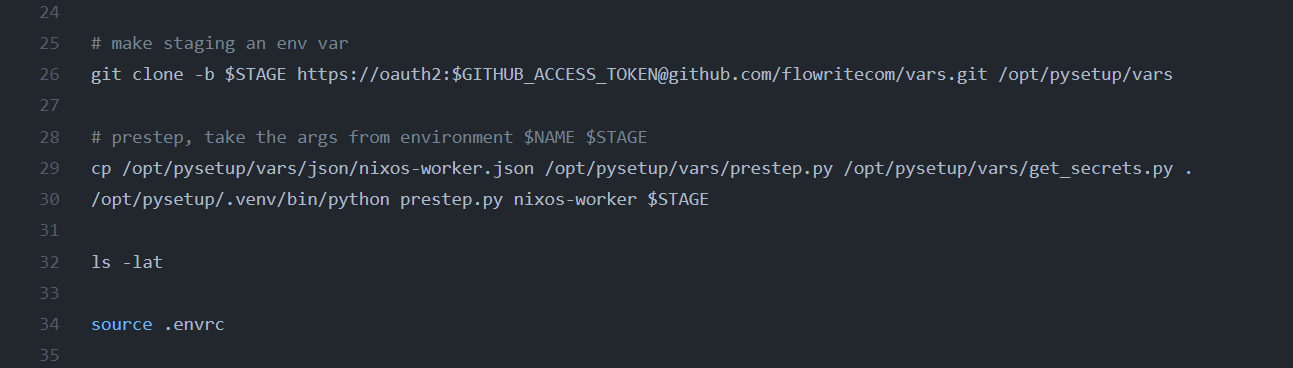 24
25 # make staging an env var
26 git clone -b $STAGE https://oauth2:$GITHUB_ACCESS_TOKEN@github.com/flowritecom/vars.git /opt/pysetup/vars
27
28 # prestep, take the args from environment $NAME $STAGE
29 cp /opt/pysetup/vars/json/nixos-worker.json /opt/pysetup/vars/prestep.py /opt/pysetup/vars/get_secrets.py .
30 /opt/pysetup/.venv/bin/python prestep.py nixos-worker $STAGE
31
32 ls -lat
33
34 source .envrc
35